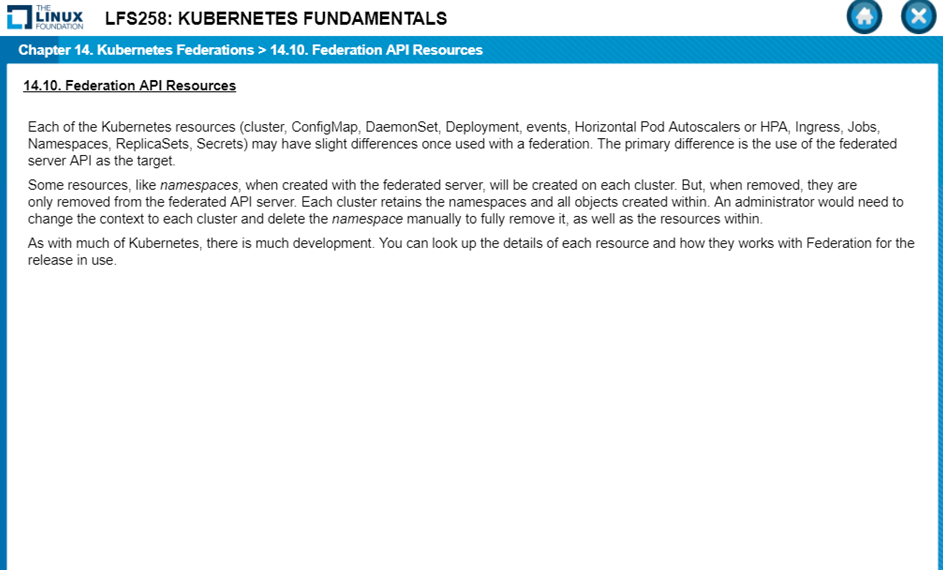 THE
LINUX
FOUNDATION
LFS258: KUBERNETES FUNDAMENTALS
Chapter 14. Kubernetes Federations > 14.10. Federation API Resources
14.10. Federation API Resources
Each of the Kubernetes resources (cluster, ConfigMap, DaemonSet, Deployment, events, Horizontal Pod Autoscalers or HPA, Ingress, Jobs,
Namespaces, ReplicaSets, Secrets) may have slight differences once used with a federation. The primary difference is the use of the federated
server API as the target.
Some resources, like namespaces, when created with the federated server, will be created on each cluster. But, when removed, they are
only removed from the federated API server. Each cluster retains the namespaces and all objects created within. An administrator would need to
change the context to each cluster and delete the namespace manually to fully remove it, as well as the resources within.
As with much of Kubernetes, there is much development. You can look up the details of each resource and how they works with Federation for the
release in use.